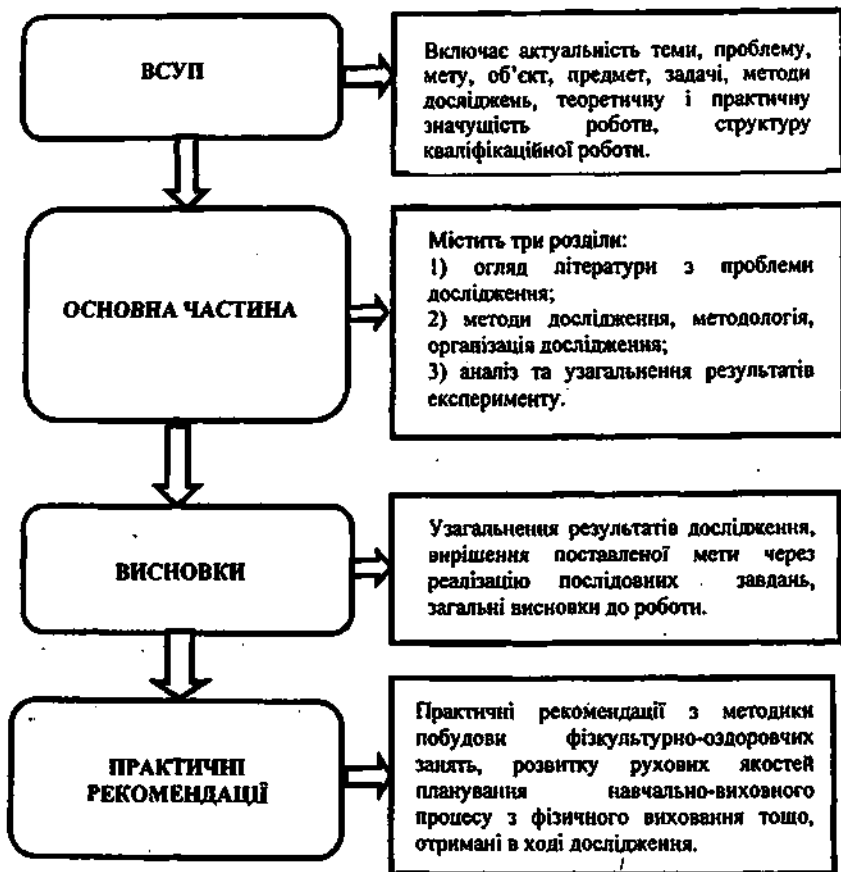 ВСУП
Включає актуальність теми, проблему,
мету, об'єкт, предмет, задачі, методи
досліджень, теоретичну і практичну
значущість роботи, структуру
кваліфікаційної роботи.
ОСНОВНА ЧАСТИНА
Містить три розділи:
1) огляд літератури з проблеми
дослідження;
2) методи дослідження, методологія,
організація дослідження;
3) аналіз та узагальнення результатів
експерименту.
ВИСНОВКИ
Узагальнення результатів дослідження,
вирішення поставленої мети через
реалізацію послідовних завдань,
загальні висновки до роботи.
ПРАКТИЧНІ
РЕКОМЕНДАЦІЇ
Практичні рекомендації з методики
побудови фізкультурно-оздоровчих
занять, розвитку рухових якостей
планування навчально-виховного
процесу з фізичного виховання тощо,
отримані в ході дослідження.